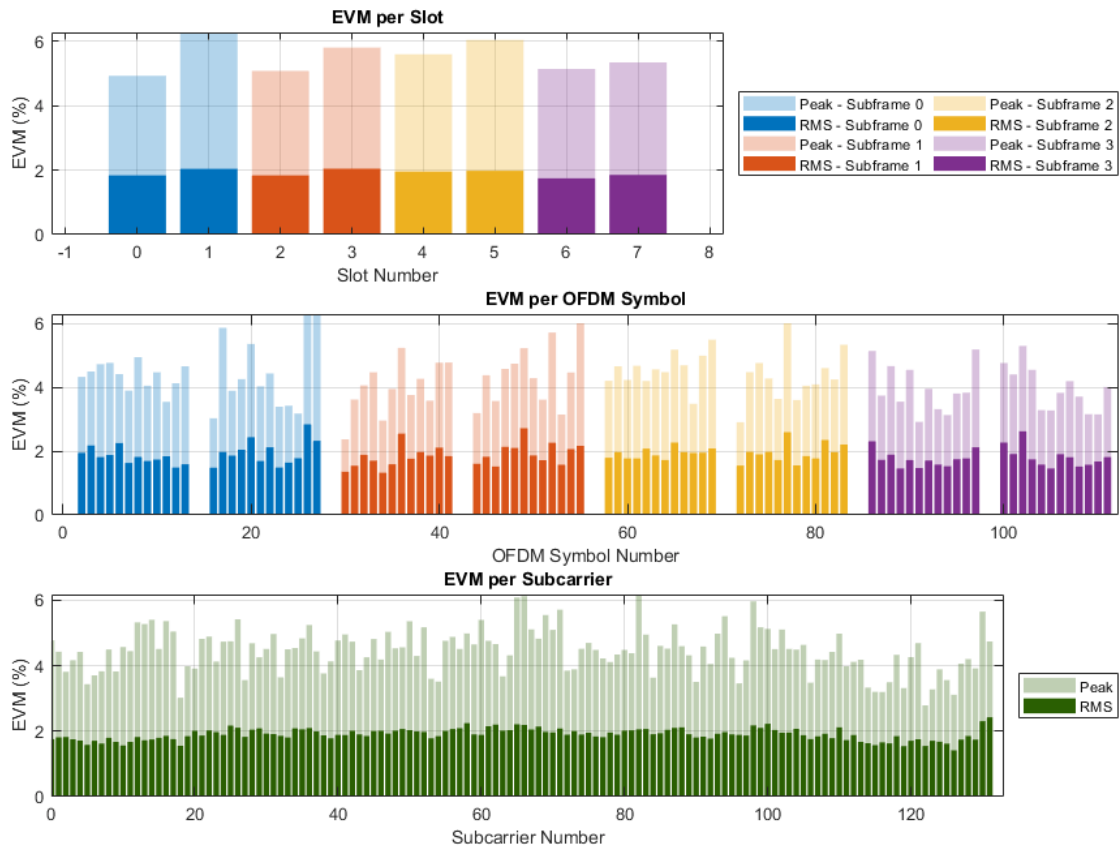 EVM per Slot
6
4
2
0
EVM (%)
-1 0 1 2 3 4 5 6 7 8
Slot Number
Peak - Subframe 0
RMS - Subframe 0
Peak - Subframe 1
RMS - Subframe 1
Peak - Subframe 2
RMS - Subframe 2
Peak - Subframe 3
RMS - Subframe 3
EVM per OFDM Symbol
6
4
2
0
EVM (%)
0 20 40 60 80 100
OFDM Symbol Number
EVM per Subcarrier
6
4
2
0
EVM (%)
0 20 40 60 80 100 120
Subcarrier Number
Peak
RMS